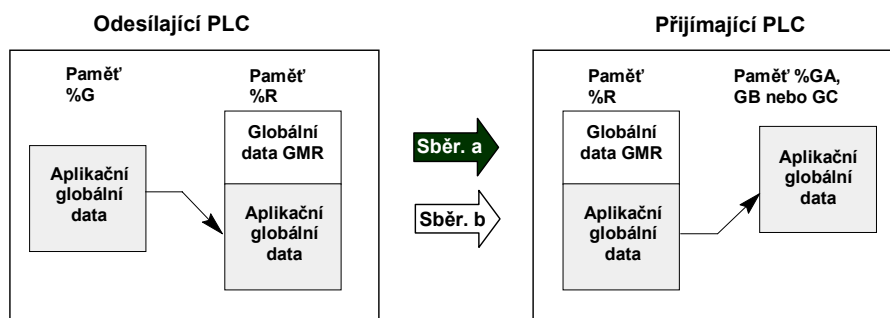 Odesílající PLC
Paměť
%G
Paměť
%R
Aplikační
globální
data
Globální
data GMR
Aplikační
globální
data
Sběr. a
Sběr. b
Přijímající PLC
Paměť
%R
Paměť %GA,
GB nebo GC
Globální
data GMR
Aplikační
globální
data
Aplikační
globální
data